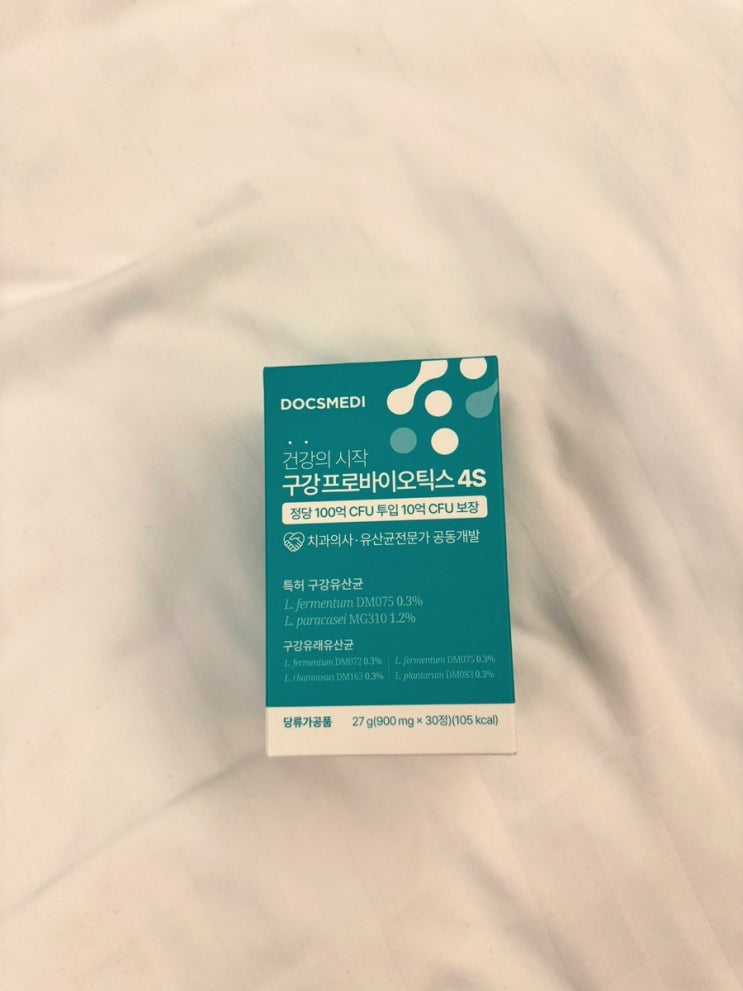 DOCSMEDI
건강의 시작
구강프로바이오틱스 4S
정당 100억 CFU 투입 10억 CFU 보장
치과의사·유산균전문가 공동개발
특허 구강유산균
L. fermentum DM075 0.3%
L. paracasei MG310 1.2%
구강유래유산균
L. fermentum DM072 0.3% L. fermentum DM075 0.3%
L. rhamnosus DM163 0.3% L. plantarum DM083 0.3%
당류가공품 27 g(900 mg × 30정)(105 kcal)